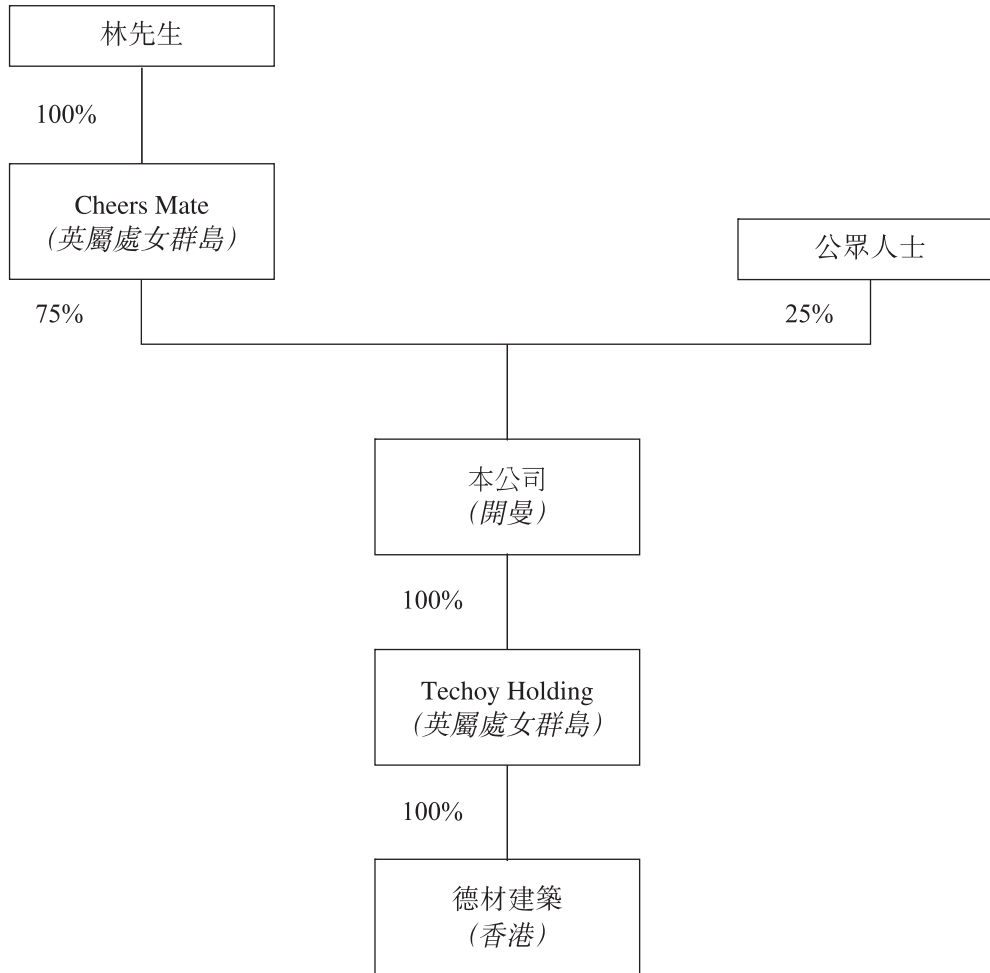 林先生
100%
Cheers Mate
(英屬處女群島)
公眾人士
75%
25%
本公司
(開曼)
100%
Techoy Holding
(英屬處女群島)
100%
德材建築
(香港)